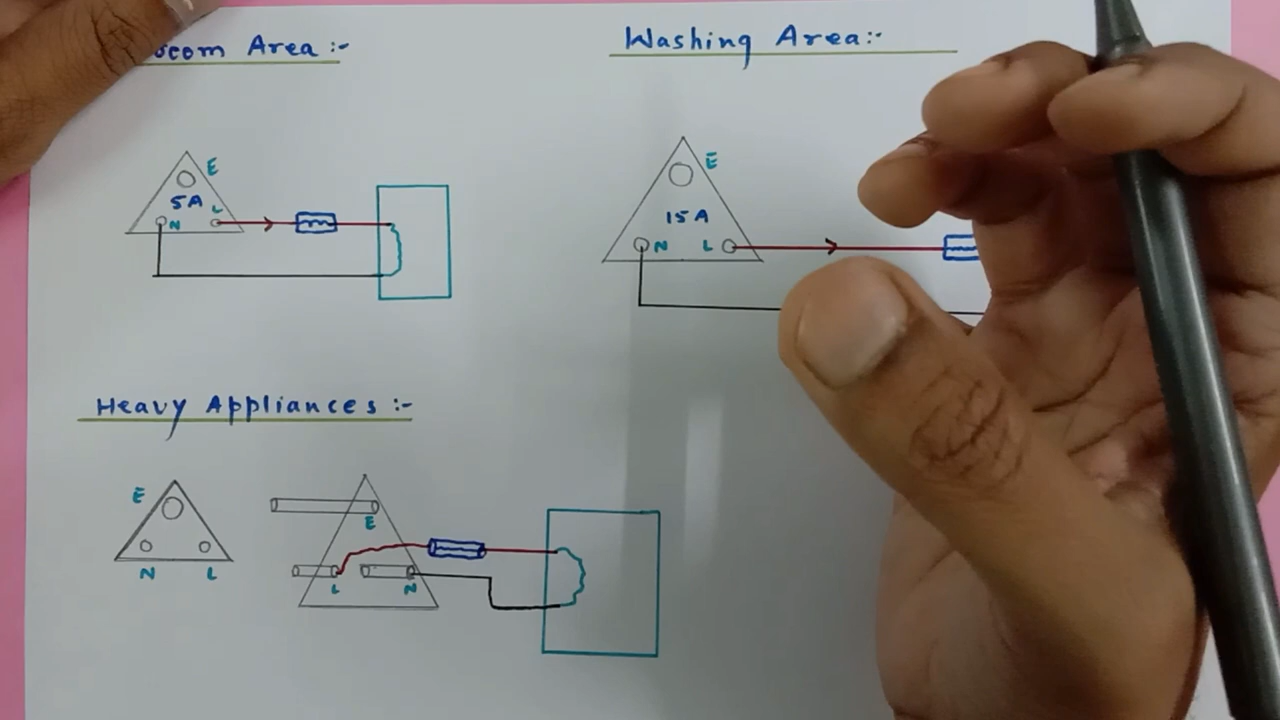 Area :-
Washing Area:-
E
5A
N L
E
15A
N L
Heavy Appliances :-
E
N L
E
L N